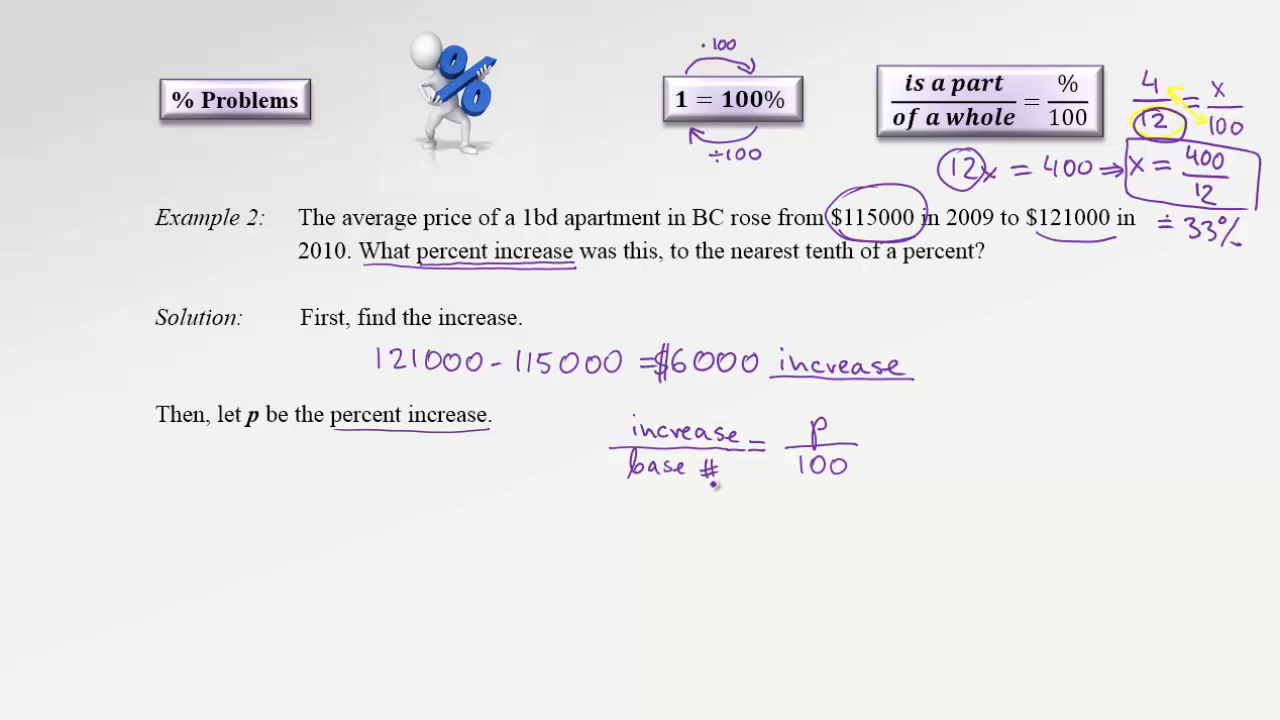 · 100
% Problems
1 = 100%
÷100
is a part / of a whole = % / 100
4 / 12 = x / 100
12x = 400 ⇒ x = 400 / 12
≐ 33%
Example 2: The average price of a 1bd apartment in BC rose from $115000 in 2009 to $121000 in
2010. What percent increase was this, to the nearest tenth of a percent?
Solution: First, find the increase.
121000 - 115000 = $6000 increase
Then, let p be the percent increase.
increase / base # = p / 100